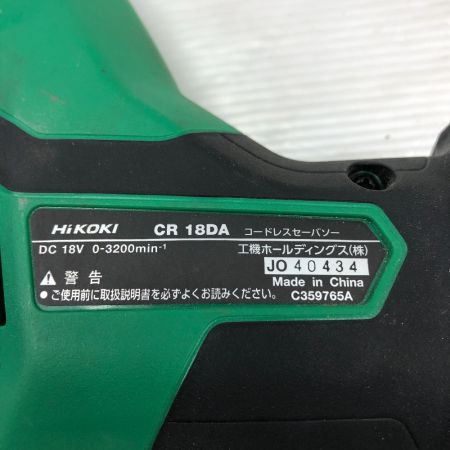 HiKOKI CR 18DA コードレスセーバソー
DC 18V 0-3200min⁻¹ 工機ホールディングス(株)
JO 40434
⚠ 警告 Made in China
● ご使用前に取扱説明書を必ずよくお読みください。 C359765A